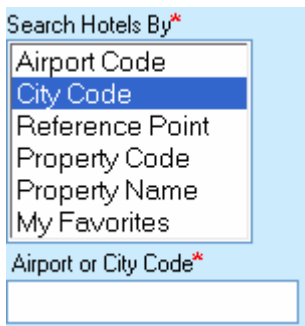 Search Hotels By*
Airport Code
City Code
Reference Point
Property Code
Property Name
My Favorites
Airport or City Code*